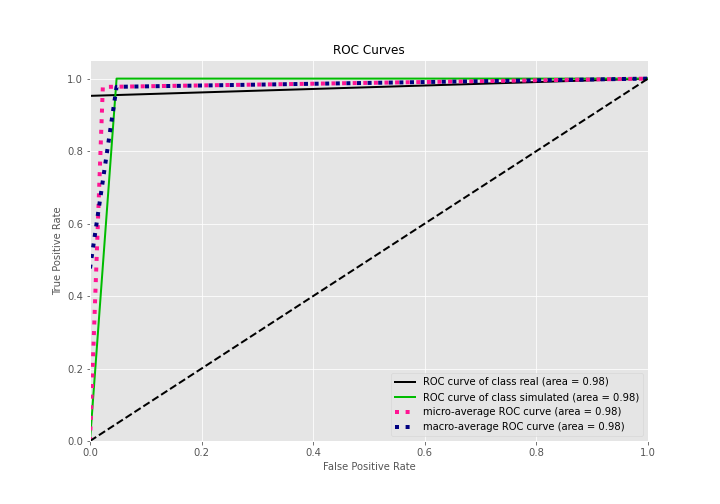 ROC Curves
True Positive Rate
1.0
0.8
0.6
0.4
0.2
0.0
0.0 0.2 0.4 0.6 0.8 1.0
False Positive Rate
ROC curve of class real (area = 0.98)
ROC curve of class simulated (area = 0.98)
micro-average ROC curve (area = 0.98)
macro-average ROC curve (area = 0.98)